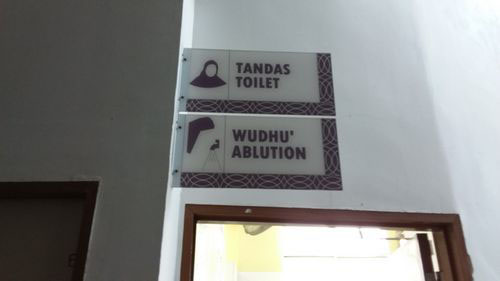 TANDAS
TOILET
WUDHU'
ABLUTION